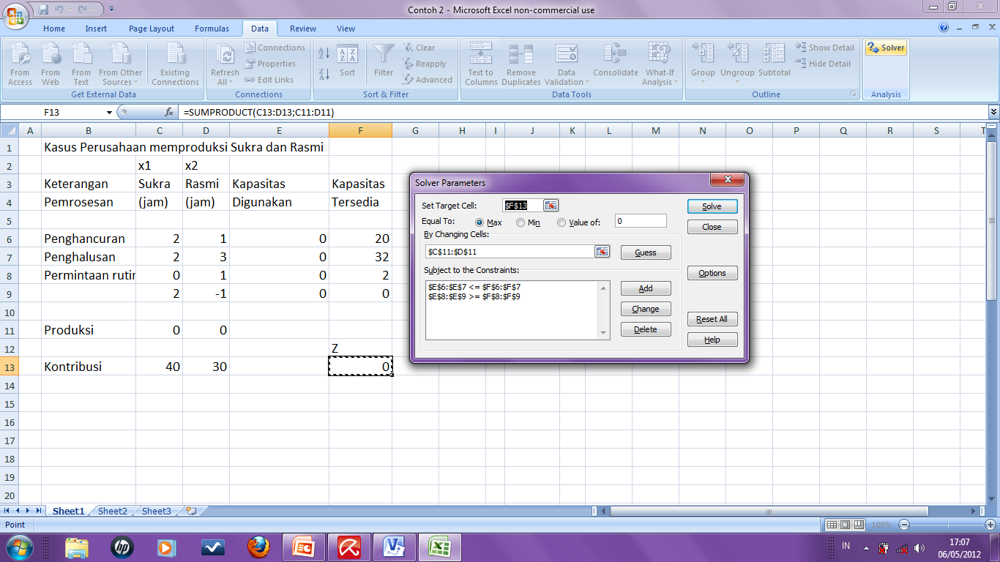 Contoh 2 - Microsoft Excel non-commercial use
Home Insert Page Layout Formulas Data Review View
From Access
From Web
From Text
From Other Sources
Existing Connections
Get External Data
Refresh All
Connections
Properties
Edit Links
Connections
Sort
Filter
Clear
Reapply
Advanced
Sort & Filter
Text to Columns
Remove Duplicates
Data Validation
Consolidate
What-If Analysis
Data Tools
Group
Ungroup
Subtotal
Show Detail
Hide Detail
Outline
Solver
Analysis
F13 fx =SUMPRODUCT(C13:D13;C11:D11)
A B C D E F G H I J K L M N O P Q R S T
1 Kasus Perusahaan memproduksi Sukra dan Rasmi
2 x1 x2
3 Keterangan Sukra Rasmi Kapasitas Kapasitas
4 Pemrosesan (jam) (jam) Digunakan Tersedia
5
6 Penghancuran 2 1 0 20
7 Penghalusan 2 3 0 32
8 Permintaan rutin 0 1 0 2
9 2 -1 0 0
10
11 Produksi 0 0
12 Z
13 Kontribusi 40 30 0
14
15
16
17
18
19
20
Solver Parameters
Set Target Cell: $F$13 Solve
Equal To: Max Min Value of: 0 Close
By Changing Cells:
$C$11:$D$11 Guess
Subject to the Constraints: Options
$E$6:$E$7 <= $F$6:$F$7 Add
$E$8:$E$9 >= $F$8:$F$9
Change
Reset All
Delete
Help
Sheet1 Sheet2 Sheet3
Point 100%
hp
IN
17:07
06/05/2012